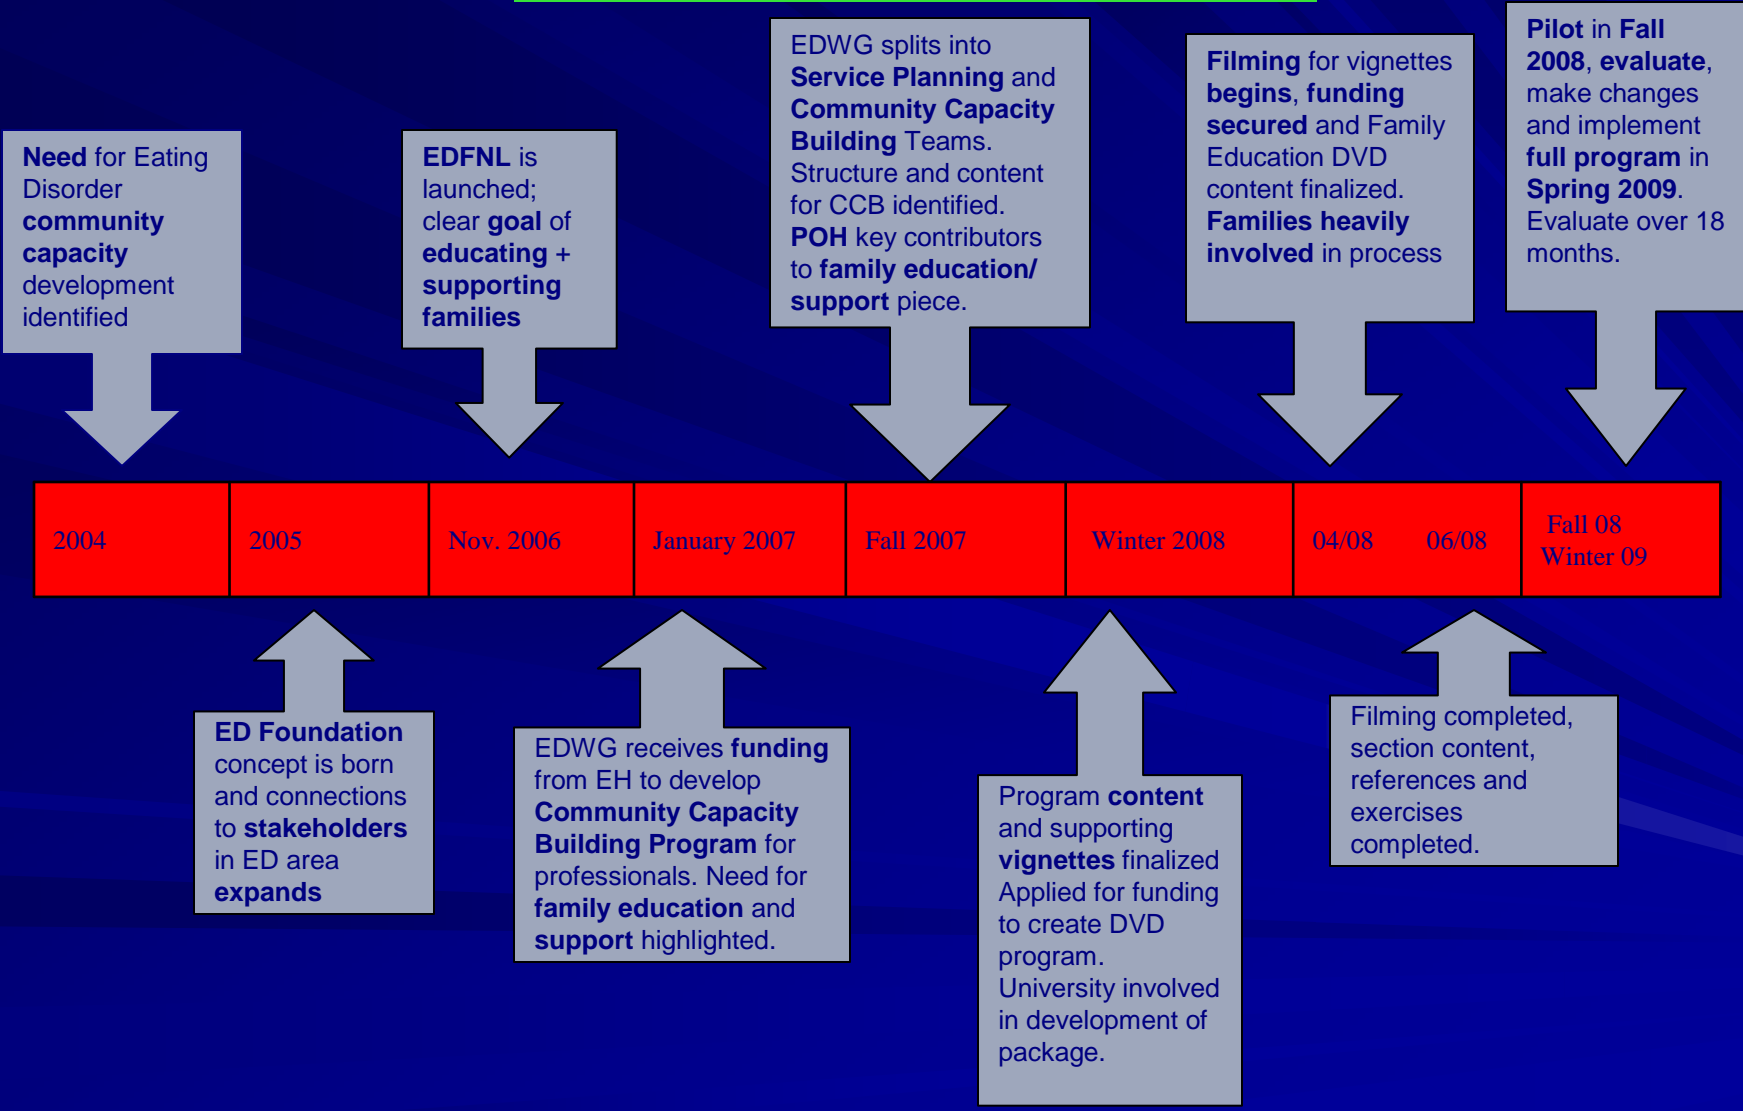 Need for Eating
Disorder
community
capacity
development
identified
EDFNL is
launched;
clear goal of
educating +
supporting
families
EDWG splits into
Service Planning and
Community Capacity
Building Teams.
Structure and content
for CCB identified.
POH key contributors
to family education/
support piece.
Filming for vignettes
begins, funding
secured and Family
Education DVD
content finalized.
Families heavily
involved in process
Pilot in Fall
2008, evaluate,
make changes
and implement
full program in
Spring 2009.
Evaluate over 18
months.
2004
2005
Nov. 2006
January 2007
Fall 2007
Winter 2008
04/08 06/08
Fall 08
Winter 09
ED Foundation
concept is born
and connections
to stakeholders
in ED area
expands
EDWG receives funding
from EH to develop
Community Capacity
Building Program for
professionals. Need for
family education and
support highlighted.
Program content
and supporting
vignettes finalized
Applied for funding
to create DVD
program.
University involved
in development of
package.
Filming completed,
section content,
references and
exercises
completed.